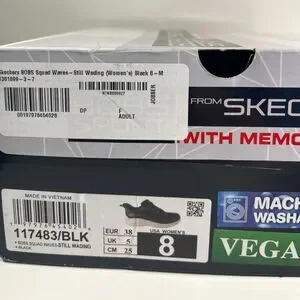 Skechers BOBS Squad Waves-Still Wading (Women's) Black 8-M
JOBBER
DP
F
ADULT
FROM SKEC
WITH MEMO
MADE IN VIETNAM
117483/BLK
• BOBS SQUAD WAVES-STILL WADING
• BLACK
EUR 38
UK 5
CM 25
USA WOMEN'S
8
MACH
WASHA
VEGA